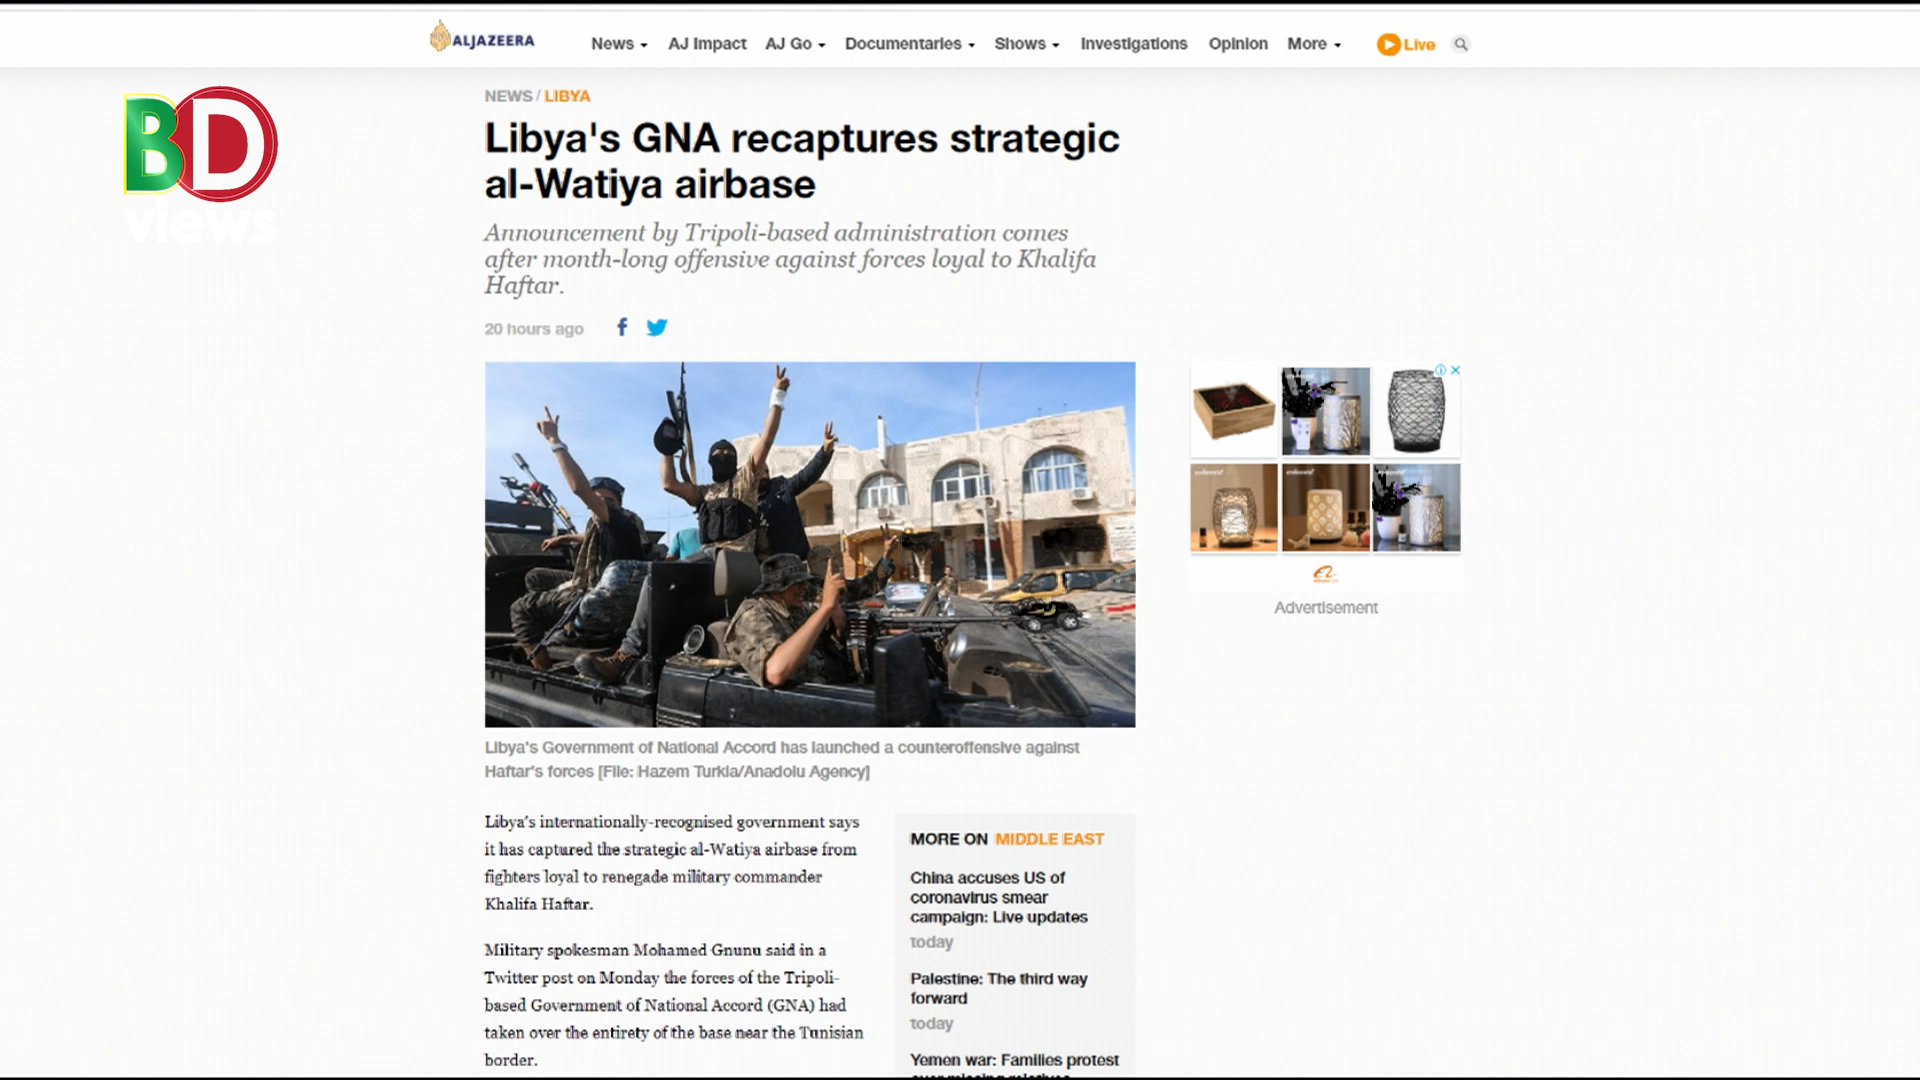 ALJAZEERA
News
AJ Impact
AJ Go
Documentaries
Shows
Investigations
Opinion
More
Live
BD
views
NEWS / LIBYA
Libya's GNA recaptures strategic
al-Watiya airbase
Announcement by Tripoli-based administration comes
after month-long offensive against forces loyal to Khalifa
Haftar.
20 hours ago
Advertisement
Libya's Government of National Accord has launched a counteroffensive against
Haftar's forces [File: Hazem Turkia/Anadolu Agency]
Libya's internationally-recognised government says
it has captured the strategic al-Watiya airbase from
fighters loyal to renegade military commander
Khalifa Haftar.
Military spokesman Mohamed Gnunu said in a
Twitter post on Monday the forces of the Tripoli-
based Government of National Accord (GNA) had
taken over the entirety of the base near the Tunisian
border.
MORE ON MIDDLE EAST
China accuses US of
coronavirus smear
campaign: Live updates
today
Palestine: The third way
forward
today
Yemen war: Families protest
over missing relatives